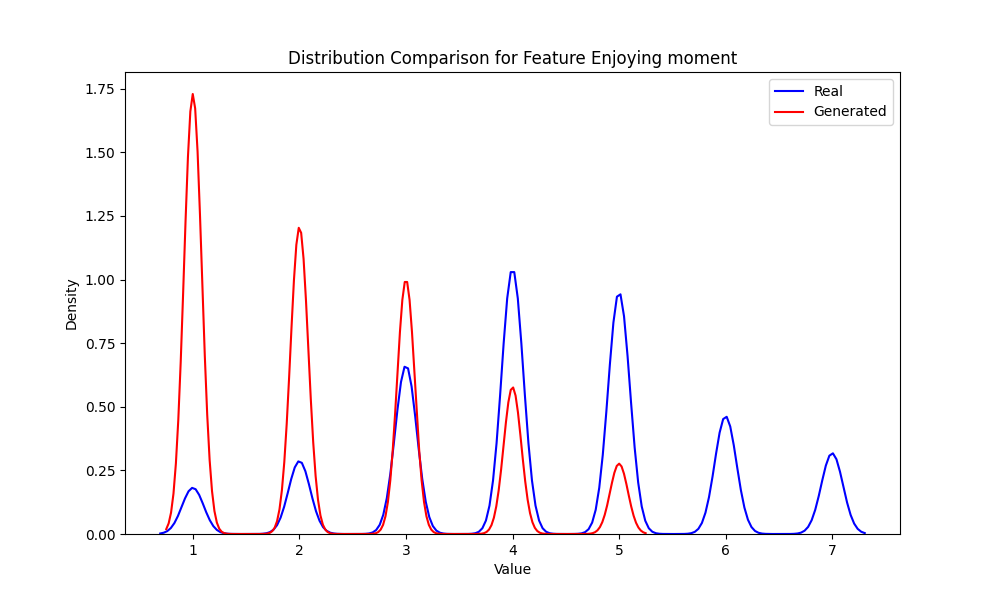 Distribution Comparison for Feature Enjoying moment
Real
Generated
Density
1.75
1.50
1.25
1.00
0.75
0.50
0.25
0.00
1 2 3 4 5 6 7
Value